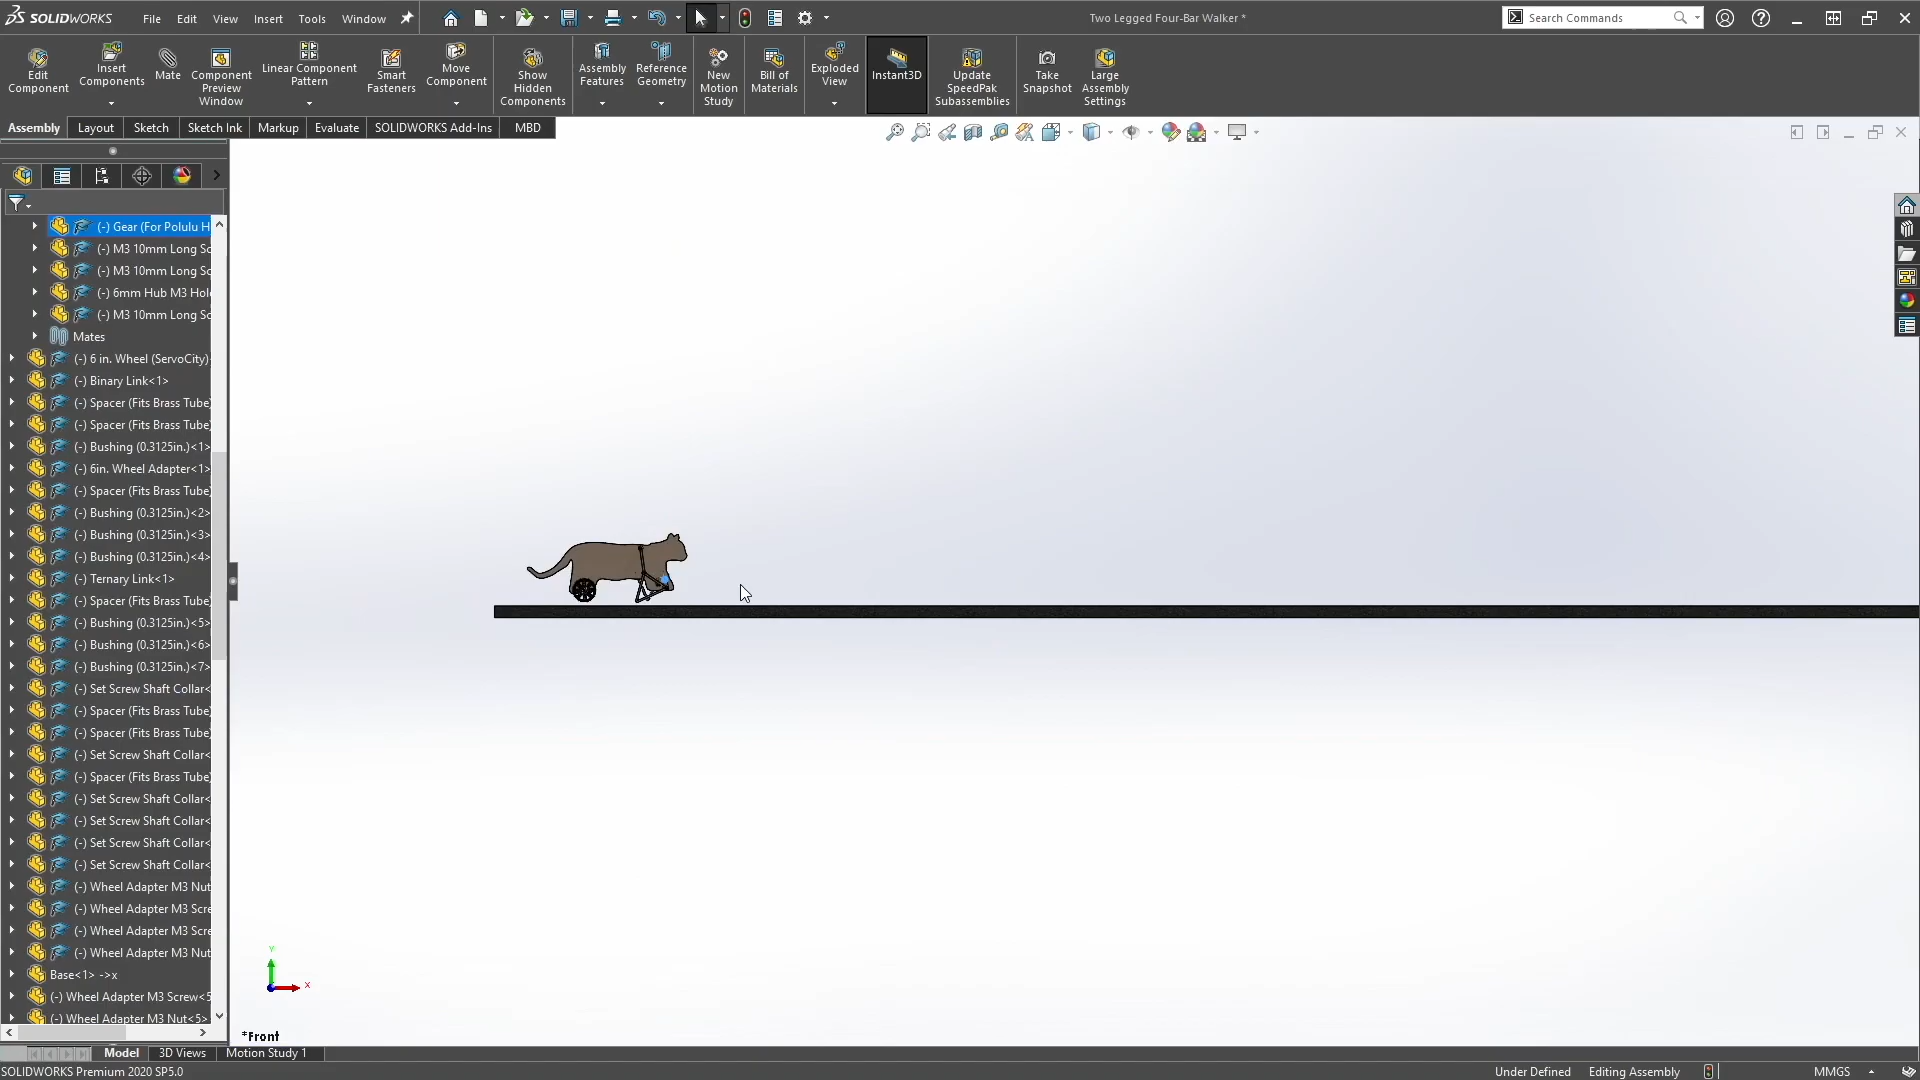 SOLIDWORKS
File Edit View Insert Tools Window
Two Legged Four-Bar Walker *
Search Commands
Edit Component
Insert Components
Mate
Component Preview Window
Linear Component Pattern
Smart Fasteners
Move Component
Show Hidden Components
Assembly Features
Reference Geometry
New Motion Study
Bill of Materials
Exploded View
Instant3D
Update SpeedPak Subassemblies
Take Snapshot
Large Assembly Settings
Assembly Layout Sketch Sketch Ink Markup Evaluate SOLIDWORKS Add-Ins MBD
(-) Gear (For Polulu H
(-) M3 10mm Long Sc
(-) M3 10mm Long Sc
(-) 6mm Hub M3 Hole
(-) M3 10mm Long Sc
Mates
(-) 6 in. Wheel (ServoCity)
(-) Binary Link<1>
(-) Spacer (Fits Brass Tube)
(-) Spacer (Fits Brass Tube)
(-) Bushing (0.3125in.)<1>
(-) 6in. Wheel Adapter<1>
(-) Spacer (Fits Brass Tube)
(-) Bushing (0.3125in.)<2>
(-) Bushing (0.3125in.)<3>
(-) Bushing (0.3125in.)<4>
(-) Ternary Link<1>
(-) Spacer (Fits Brass Tube)
(-) Bushing (0.3125in.)<5>
(-) Bushing (0.3125in.)<6>
(-) Bushing (0.3125in.)<7>
(-) Set Screw Shaft Collar<
(-) Spacer (Fits Brass Tube)
(-) Spacer (Fits Brass Tube)
(-) Set Screw Shaft Collar<
(-) Spacer (Fits Brass Tube)
(-) Set Screw Shaft Collar<
(-) Set Screw Shaft Collar<
(-) Set Screw Shaft Collar<
(-) Set Screw Shaft Collar<
(-) Wheel Adapter M3 Nut
(-) Wheel Adapter M3 Scre
(-) Wheel Adapter M3 Scre
(-) Wheel Adapter M3 Nut
Base<1> ->x
(-) Wheel Adapter M3 Screw<5
(-) Wheel Adapter M3 Nut<5>
Y
X
*Front
Model 3D Views Motion Study 1
SOLIDWORKS Premium 2020 SP5.0
Under Defined Editing Assembly MMGS